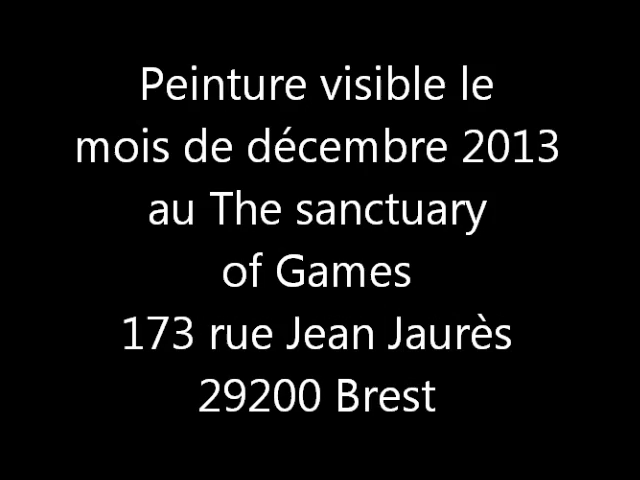 Peinture visible le
mois de décembre 2013
au The sanctuary
of Games
173 rue Jean Jaurès
29200 Brest